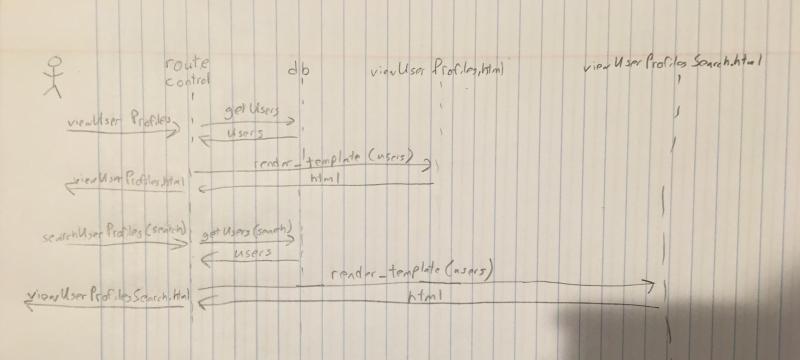 route
control
db
viewUserProfiles.html
viewUserProfilesSearch.html
viewUserProfiles
getUsers
users
render_template(users)
viewUserProfiles.html
html
searchUserProfiles(search)
getUsers(search)
users
render_template(users)
viewUserProfilesSearch.html
html